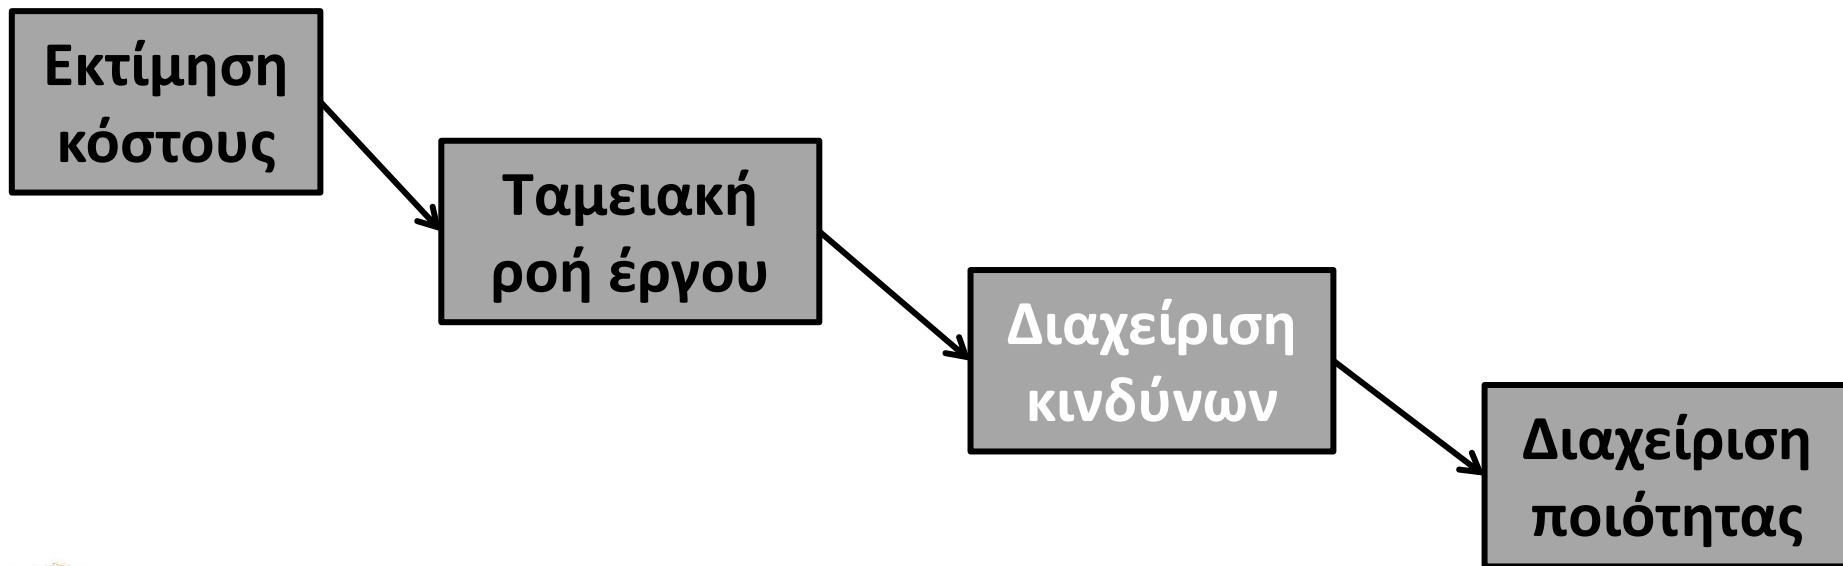 Εκτίμηση
κόστους
Ταμειακή
ροή έργου
Διαχείριση
κινδύνων
Διαχείριση
ποιότητας